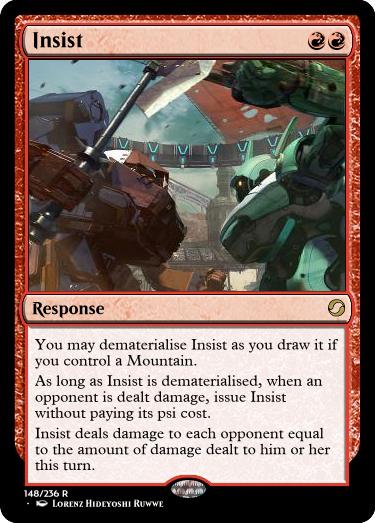 Insist
Response
You may dematerialise Insist as you draw it if
you control a Mountain.
As long as Insist is dematerialised, when an
opponent is dealt damage, issue Insist
without paying its psi cost.
Insist deals damage to each opponent equal
to the amount of damage dealt to him or her
this turn.
148/236 R
· Lorenz Hideyoshi Ruwwe